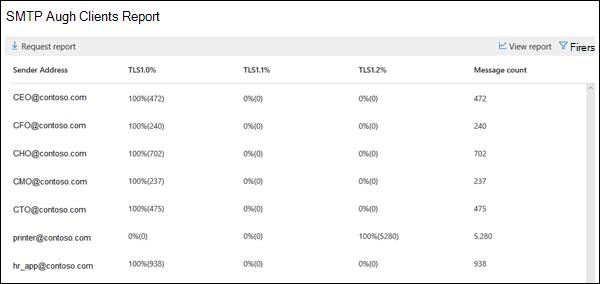 SMTP Augh Clients Report
Request report View report Firers
Sender Address TLS1.0% TLS1.1% TLS1.2% Message count
CEO@contoso.com 100%(472) 0%(0) 0%(0) 472
CFO@contoso.com 100%(240) 0%(0) 0%(0) 240
CHO@contoso.com 100%(702) 0%(0) 0%(0) 702
CMO@contoso.com 100%(237) 0%(0) 0%(0) 237
CTO@contoso.com 100%(475) 0%(0) 0%(0) 475
printer@contoso.com 0%(0) 0%(0) 100%(5280) 5,280
hr_app@contoso.com 100%(938) 0%(0) 0%(0) 938